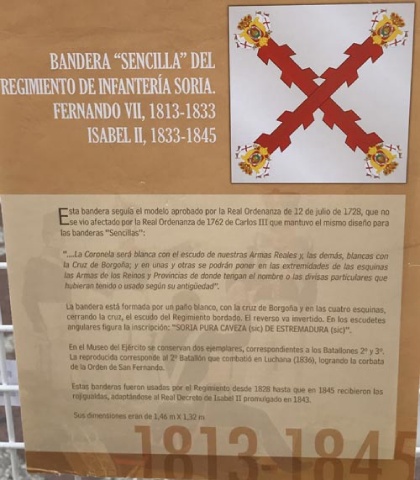 BANDERA “SENCILLA” DEL
REGIMIENTO DE INFANTERÍA SORIA.
FERNANDO VII, 1813-1833
ISABEL II, 1833-1845
Esta bandera seguía el modelo aprobado por la Real Ordenanza de 12 de julio de 1728, que no
se vio afectado por la Real Ordenanza de 1762 de Carlos III que mantuvo el mismo diseño para
las banderas “Sencillas”:
“....La Coronela será blanca con el escudo de nuestras Armas Reales y, las demás, blancas con
la Cruz de Borgoña; y en unas y otras se podrán poner en las extremidades de las esquinas
las Armas de los Reinos y Provincias de donde tengan el nombre o las divisas particulares que
hubieran tenido o usado según su antigüedad”.
La bandera está formada por un paño blanco, con la cruz de Borgoña y en las cuatro esquinas,
cerrando la cruz, el escudo del Regimiento bordado. El reverso va invertido. En los escudetes
angulares figura la inscripción: “SORIA PURA CAVEZA (sic) DE ESTREMADURA (sic)”.
En el Museo del Ejército se conservan dos ejemplares, correspondientes a los Batallones 2º y 3º.
La reproducida corresponde al 2º Batallón que combatió en Luchana (1836), logrando la corbata
de la Orden de San Fernando.
Estas banderas fueron usados por el Regimiento desde 1828 hasta que en 1845 recibieron las
rojigualdas, adaptándose al Real Decreto de Isabel II promulgado en 1843.
Sus dimensiones eran de 1,46 m X 1,32 m
1813-1845